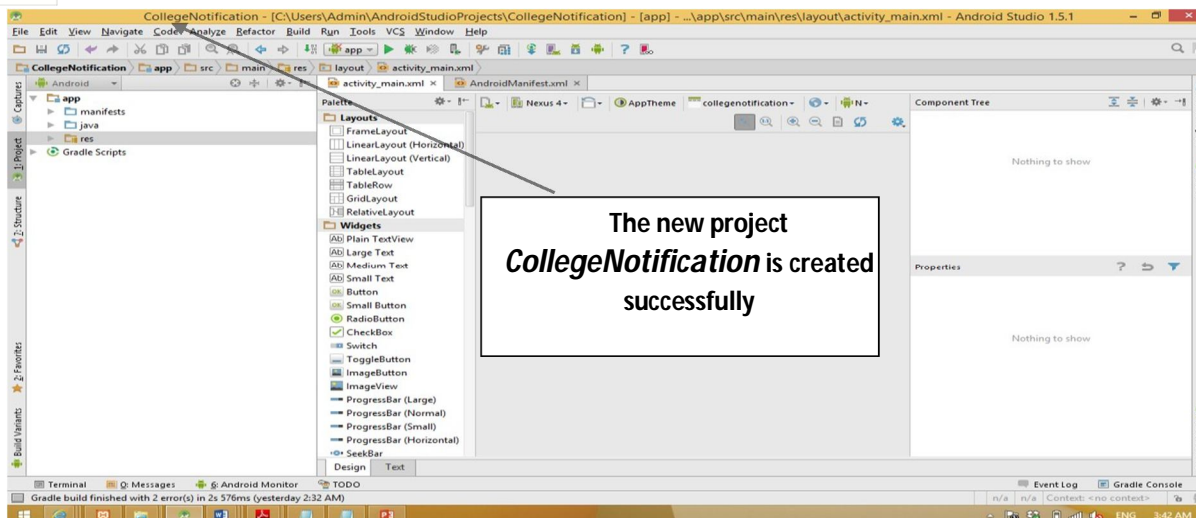 CollegeNotification - [C:\Users\Admin\AndroidStudioProjects\CollegeNotification] - [app] - ...\app\src\main\res\layout\activity_main.xml - Android Studio 1.5.1
File Edit View Navigate Code Analyze Refactor Build Run Tools VCS Window Help
app
? 
CollegeNotification app src main res layout activity_main.xml
Android
activity_main.xml × AndroidManifest.xml ×
Captures
1: Project
2: Structure
2: Favorites
Build Variants
app
manifests
java
res
Gradle Scripts
Palette
Nexus 4 AppTheme collegenotification N
Layouts
FrameLayout
LinearLayout (Horizontal)
LinearLayout (Vertical)
TableLayout
TableRow
GridLayout
RelativeLayout
Widgets
Ab Plain TextView
Ab Large Text
Ab Medium Text
Ab Small Text
OK Button
OK Small Button
RadioButton
CheckBox
Switch
ToggleButton
ImageButton
ImageView
ProgressBar (Large)
ProgressBar (Normal)
ProgressBar (Small)
ProgressBar (Horizontal)
SeekBar
Design Text
The new project
CollegeNotification is created
successfully
Component Tree
Nothing to show
Properties ?
Nothing to show
Terminal 0: Messages 6: Android Monitor TODO Event Log Gradle Console
Gradle build finished with 2 error(s) in 2s 576ms (yesterday 2:32 AM) n/a n/a Context: <no context>
ENG 3:42 AM